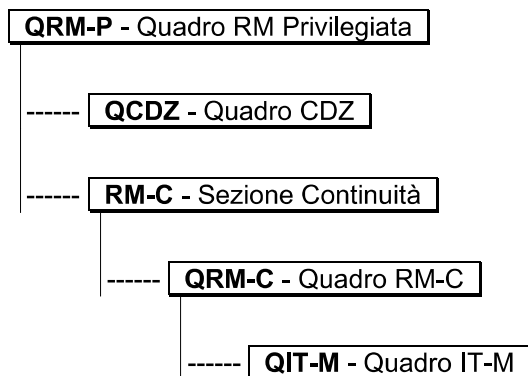 QRM-P - Quadro RM Privilegiata
QCDZ - Quadro CDZ
RM-C - Sezione Continuità
QRM-C - Quadro RM-C
QIT-M - Quadro IT-M